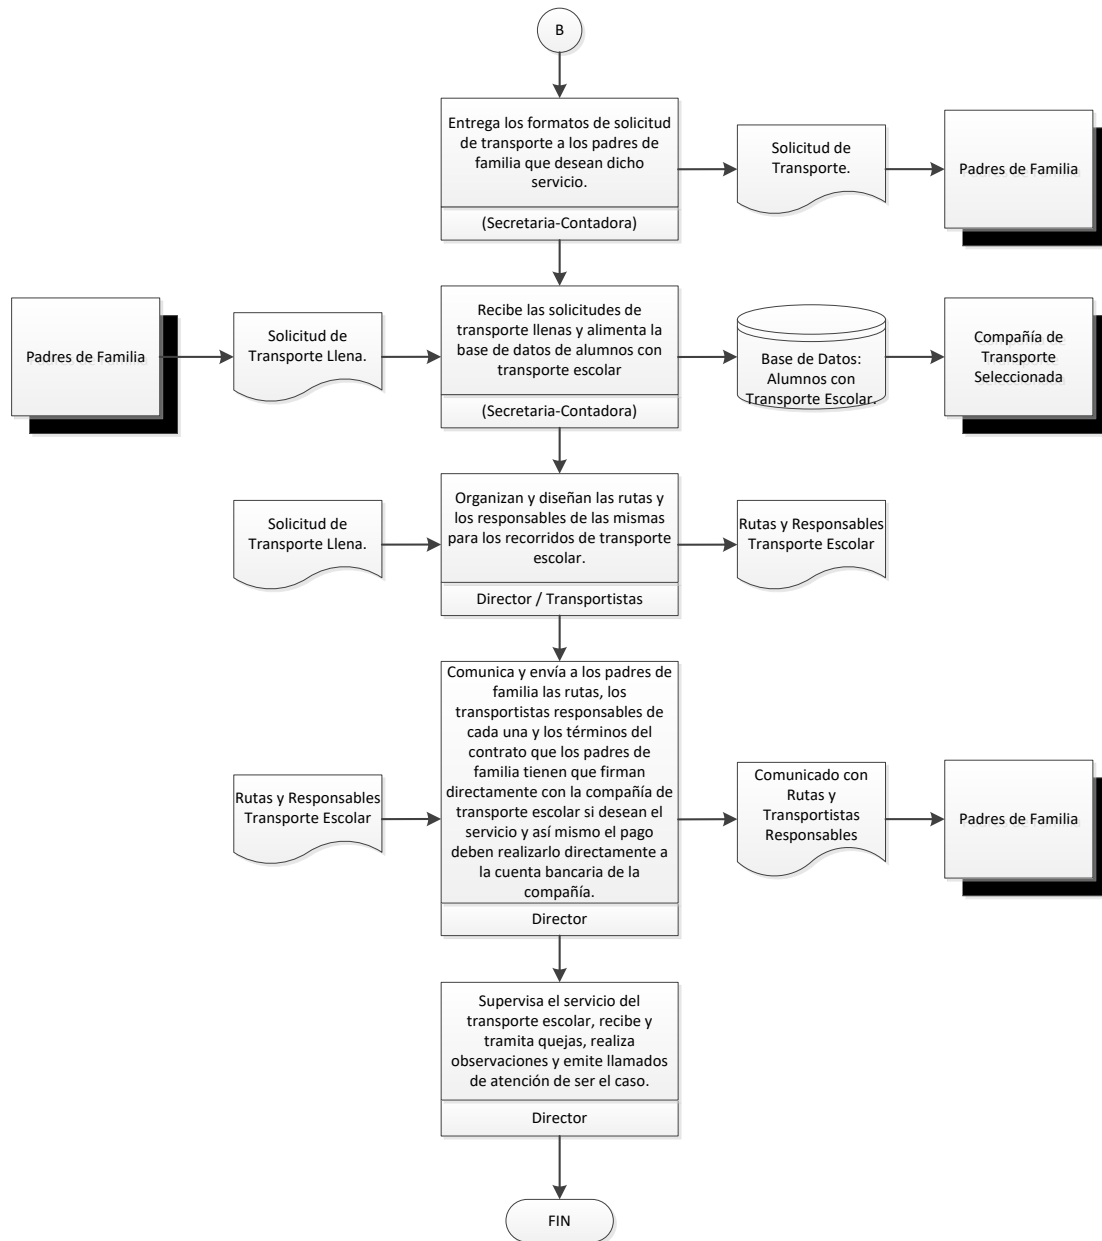 B
Entrega los formatos de solicitud
de transporte a los padres de
familia que desean dicho
servicio.
(Secretaria-Contadora)
Solicitud de
Transporte.
Padres de Familia
Padres de Familia
Solicitud de
Transporte Llena.
Recibe las solicitudes de
transporte llenas y alimenta la
base de datos de alumnos con
transporte escolar
(Secretaria-Contadora)
Base de Datos:
Alumnos con
Transporte Escolar.
Compañía de
Transporte
Seleccionada
Solicitud de
Transporte Llena.
Organizan y diseñan las rutas y
los responsables de las mismas
para los recorridos de transporte
escolar.
Director / Transportistas
Rutas y Responsables
Transporte Escolar
Rutas y Responsables
Transporte Escolar
Comunica y envía a los padres de
familia las rutas, los
transportistas responsables de
cada una y los términos del
contrato que los padres de
familia tienen que firman
directamente con la compañía de
transporte escolar si desean el
servicio y así mismo el pago
deben realizarlo directamente a
la cuenta bancaria de la
compañía.
Director
Comunicado con
Rutas y
Transportistas
Responsables
Padres de Familia
Supervisa el servicio del
transporte escolar, recibe y
tramita quejas, realiza
observaciones y emite llamados
de atención de ser el caso.
Director
FIN